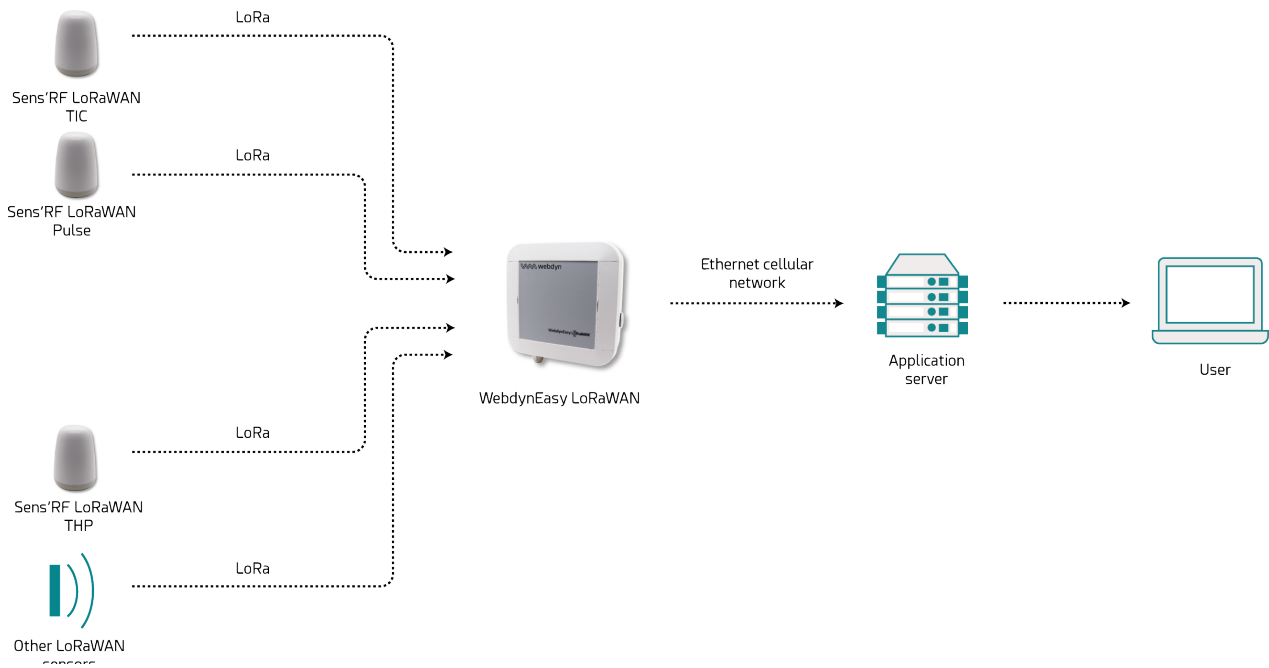 LoRa
Sens'RF LoRaWAN
TIC
LoRa
Sens'RF LoRaWAN
Pulse
webdyn
WebdynEasy LoRaWAN
Ethernet cellular
network
Application
server
User
LoRa
Sens'RF LoRaWAN
THP
LoRa
Other LoRaWAN
sensors